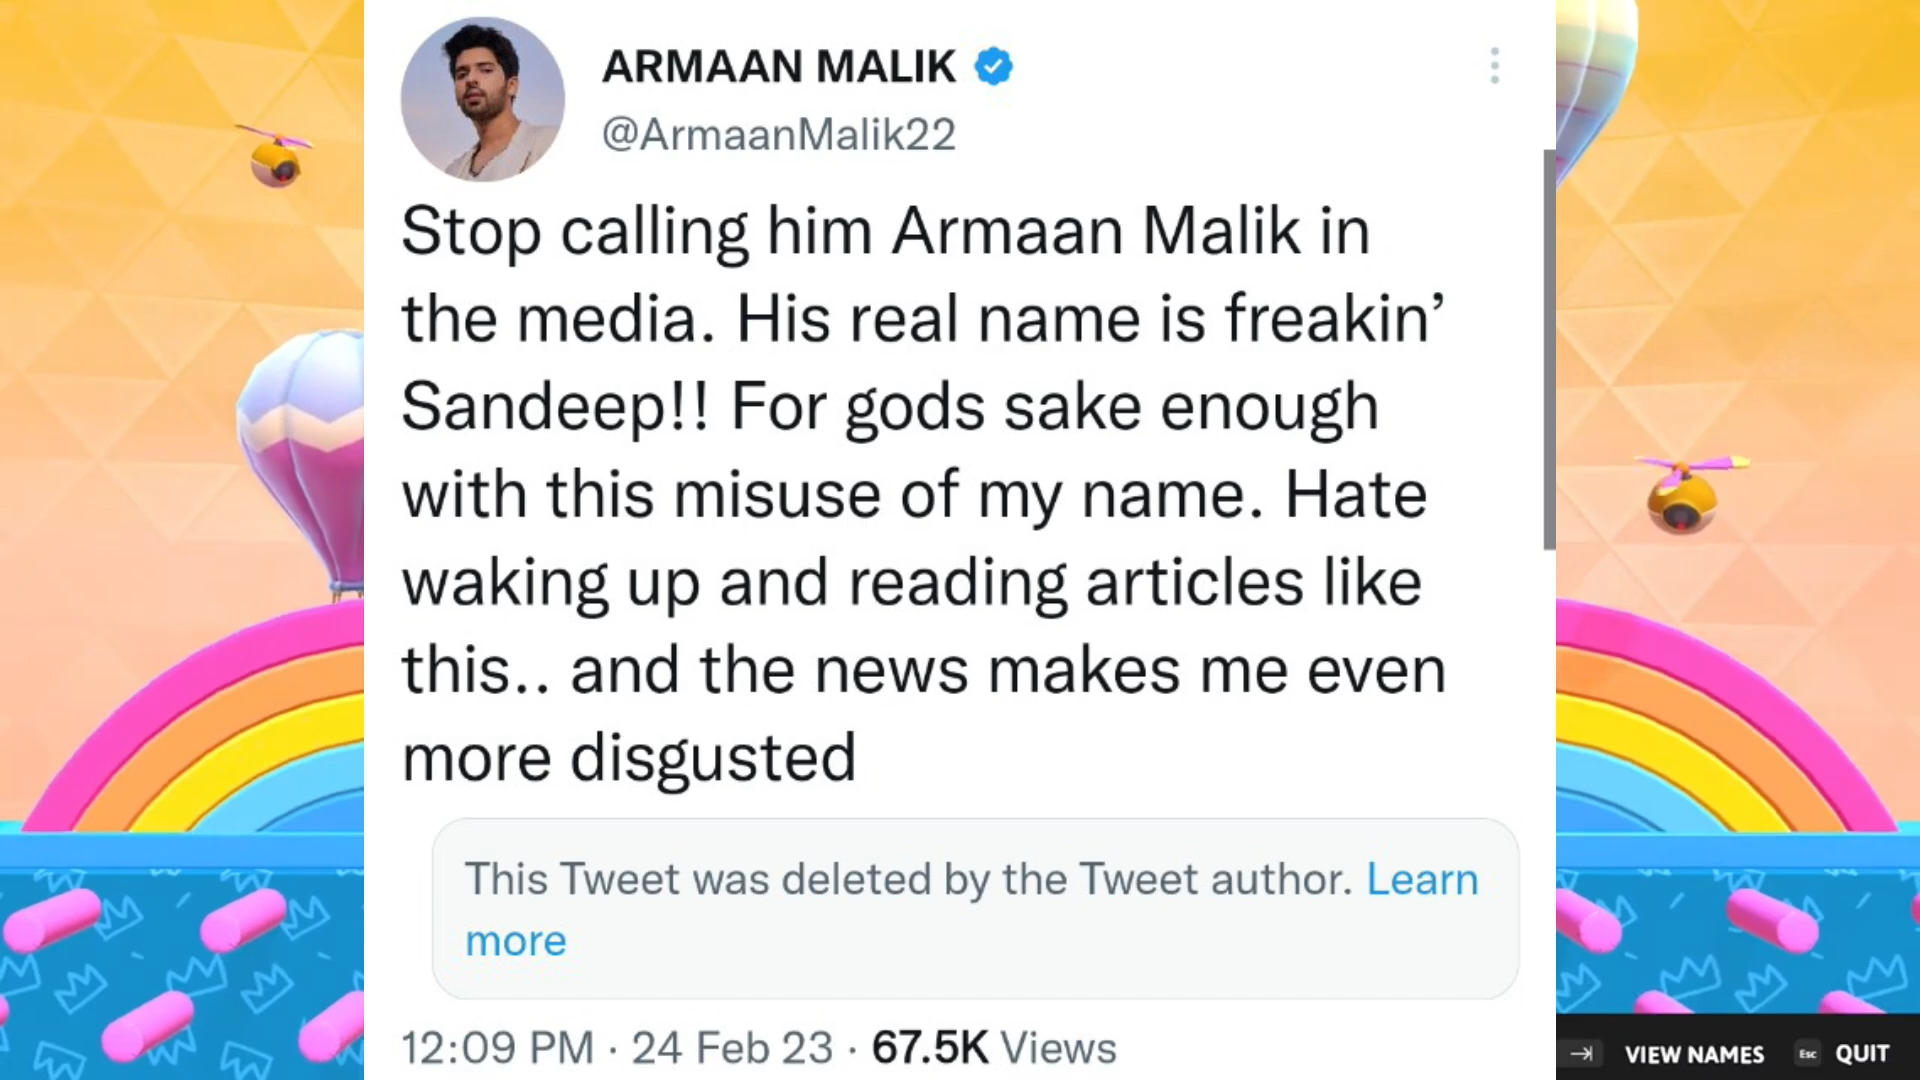 ARMAAN MALIK
@ArmaanMalik22
Stop calling him Armaan Malik in
the media. His real name is freakin’
Sandeep!! For gods sake enough
with this misuse of my name. Hate
waking up and reading articles like
this.. and the news makes me even
more disgusted
This Tweet was deleted by the Tweet author. Learn
more
12:09 PM · 24 Feb 23 · 67.5K Views
VIEW NAMES Esc QUIT